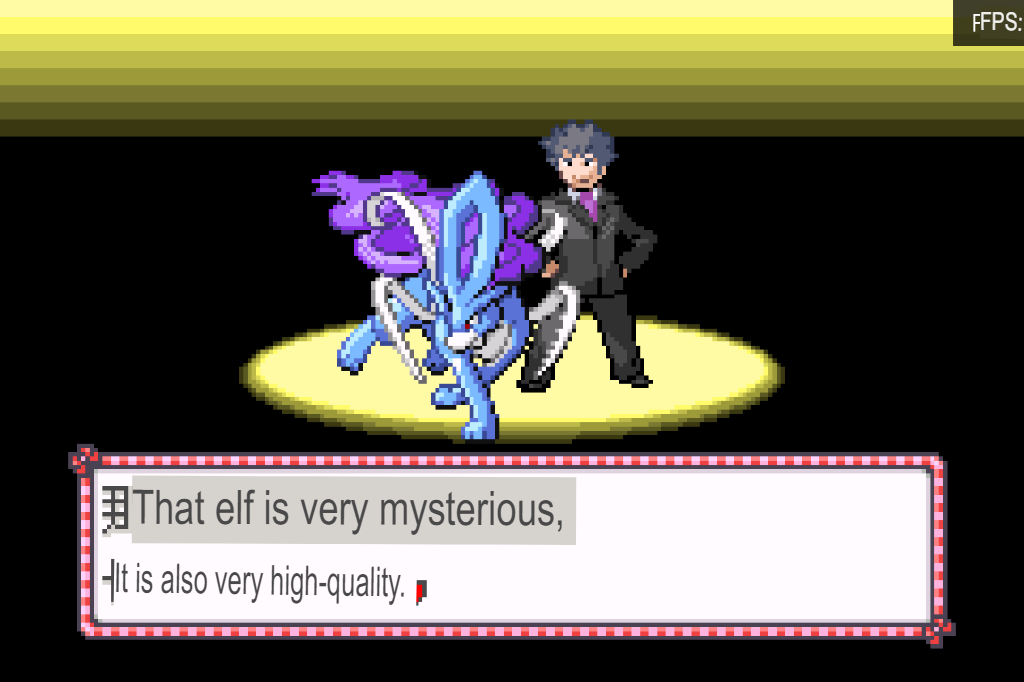 FPS:
That elf is very mysterious,
It is also very high-quality.